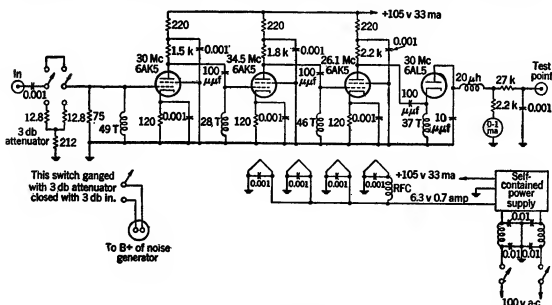 +105 v 33 ma
220
220
220
1.5 k
0.001
1.8 k
0.001
2.2 k
0.001
30 Mc
6AK5
34.5 Mc
6AK5
26.1 Mc
6AK5
30 Mc
6AL5
100
μμf
100
μμf
100
μμf
20 μh
27 k
Test
point
In
0.001
12.8
12.8
75
3 db
attenuator
212
49 T
120
0.001
28 T
120
0.001
46 T
120
0.001
37 T
10
μμf
2.2 k
0-1
ma
0.001
This switch ganged
with 3 db attenuator
closed with 3 db in.
To B+ of noise
generator
0.001
0.001
0.001
0.001
RFC
+105 v 33 ma
6.3 v 0.7 amp
Self-
contained
power
supply
0.01
0.01
0.01
100 v a-c